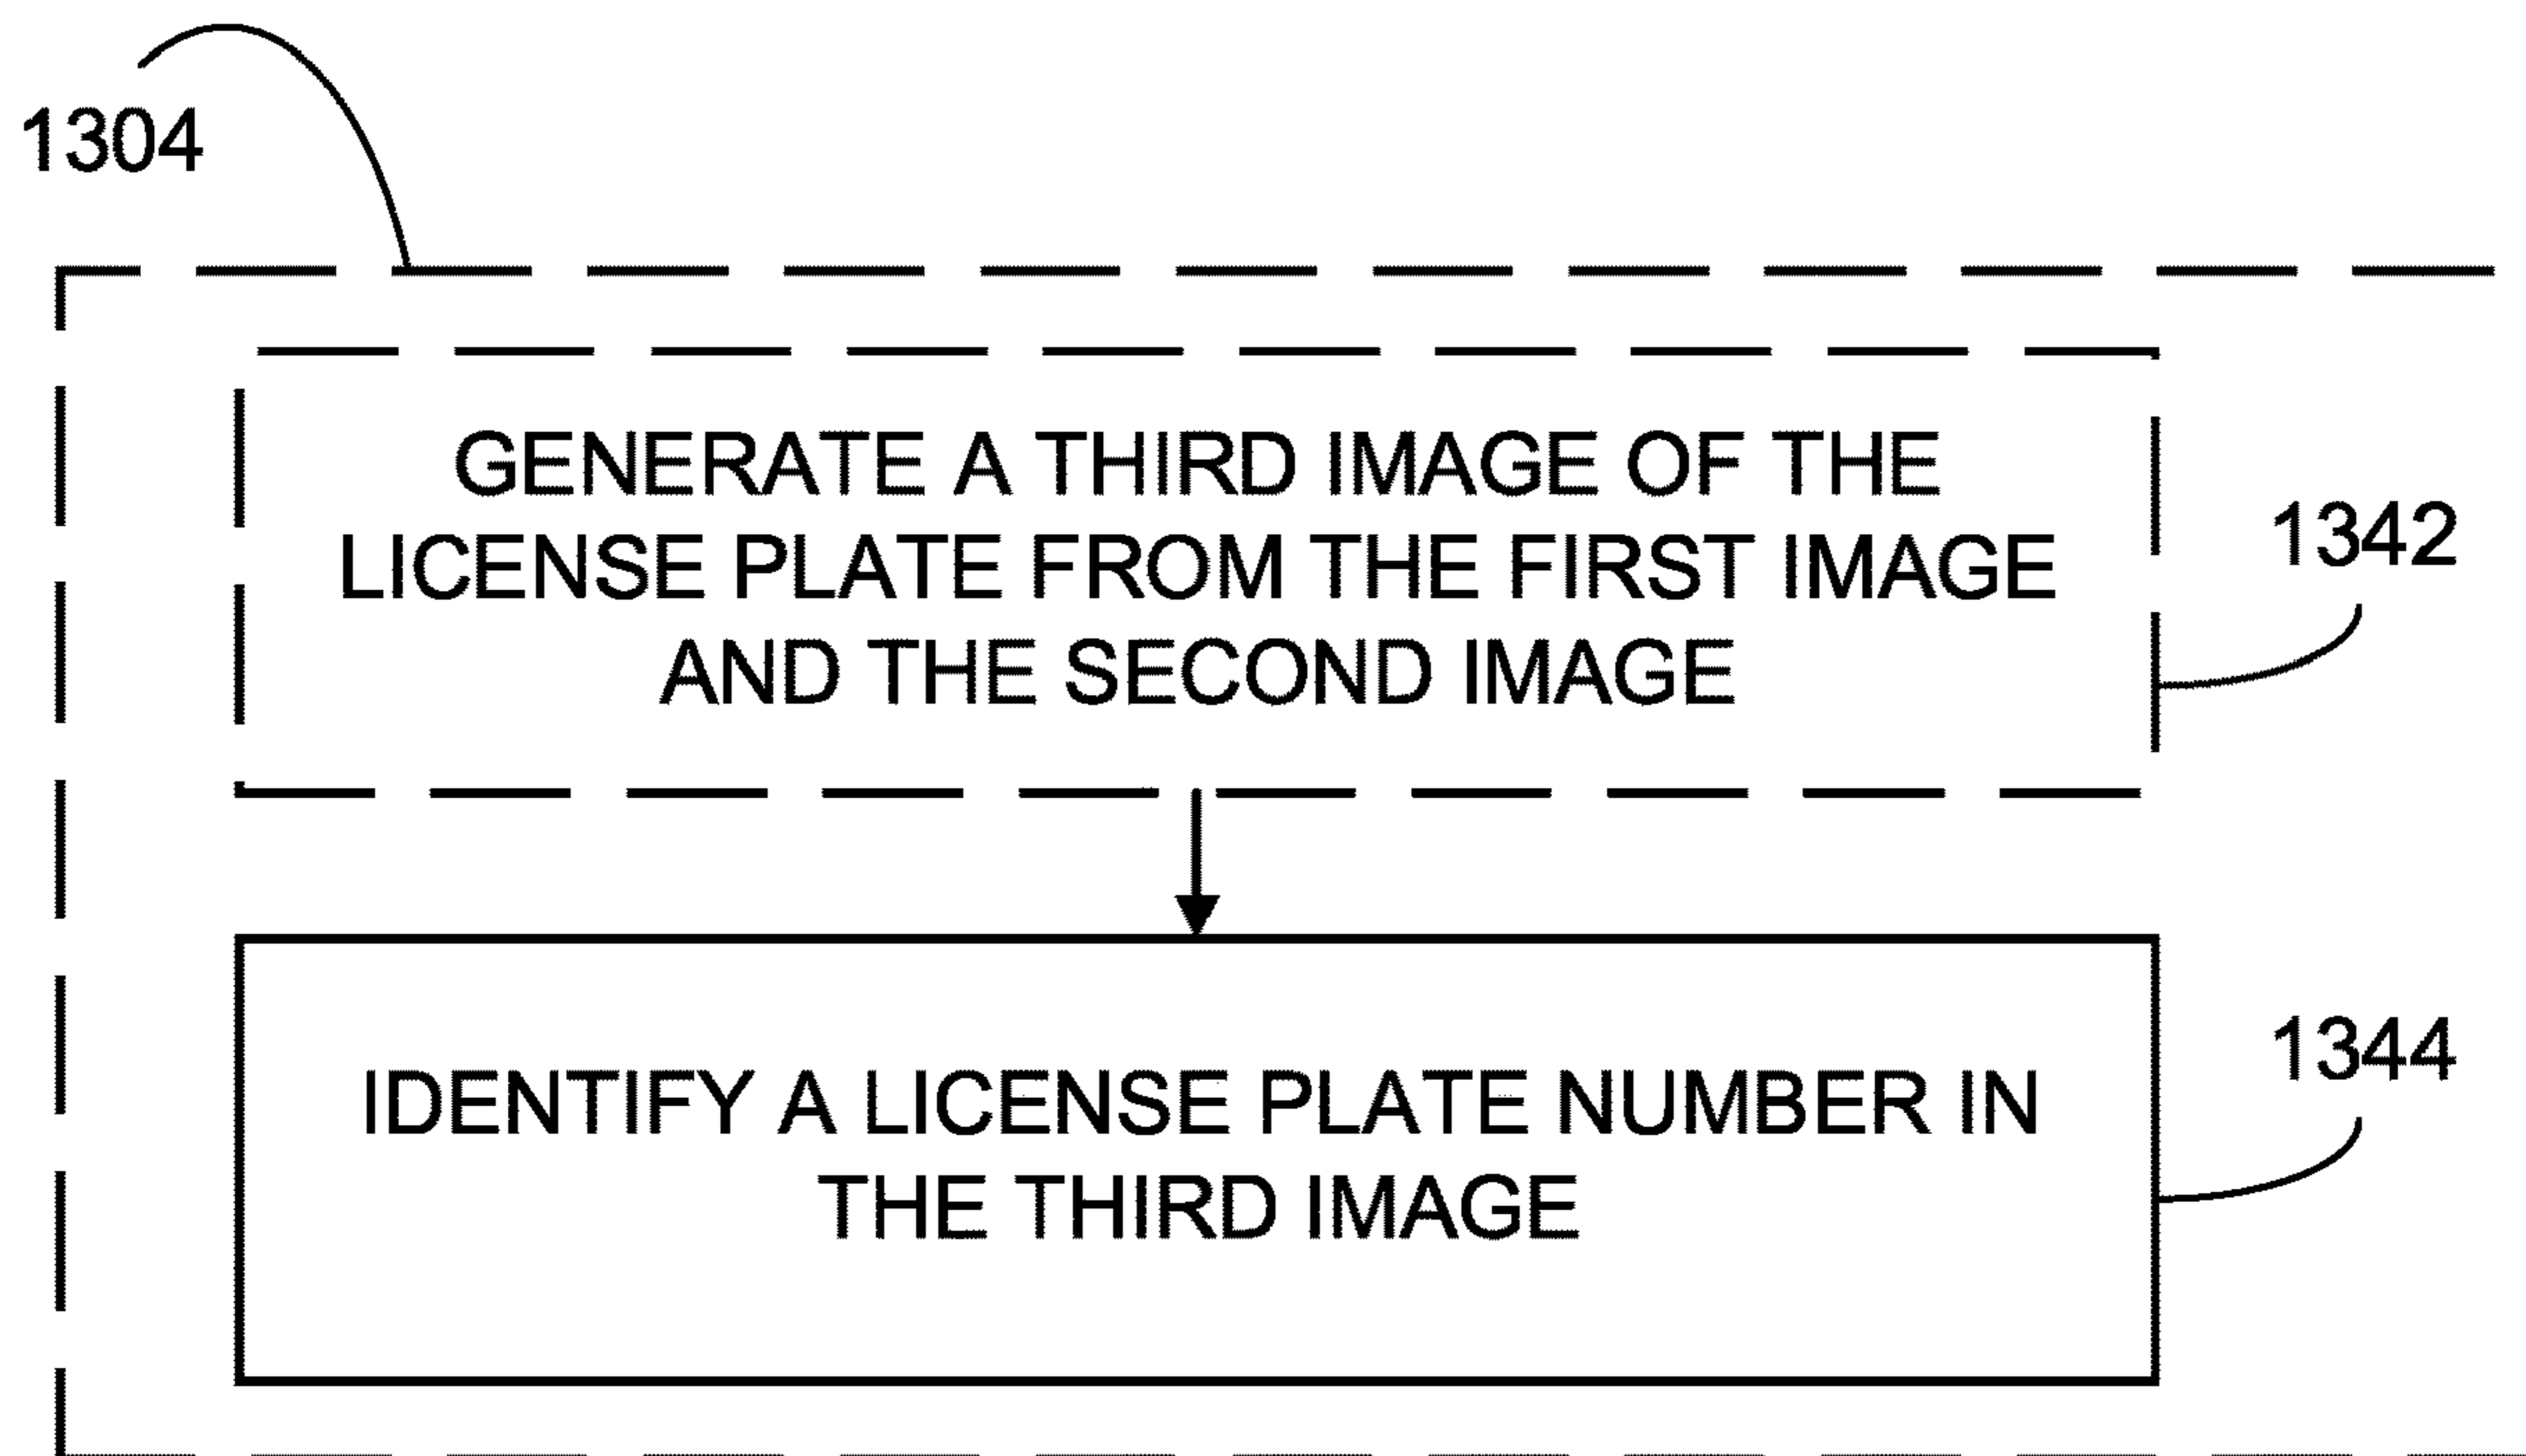 1304
GENERATE A THIRD IMAGE OF THE
LICENSE PLATE FROM THE FIRST IMAGE
AND THE SECOND IMAGE
1342
IDENTIFY A LICENSE PLATE NUMBER IN
THE THIRD IMAGE
1344